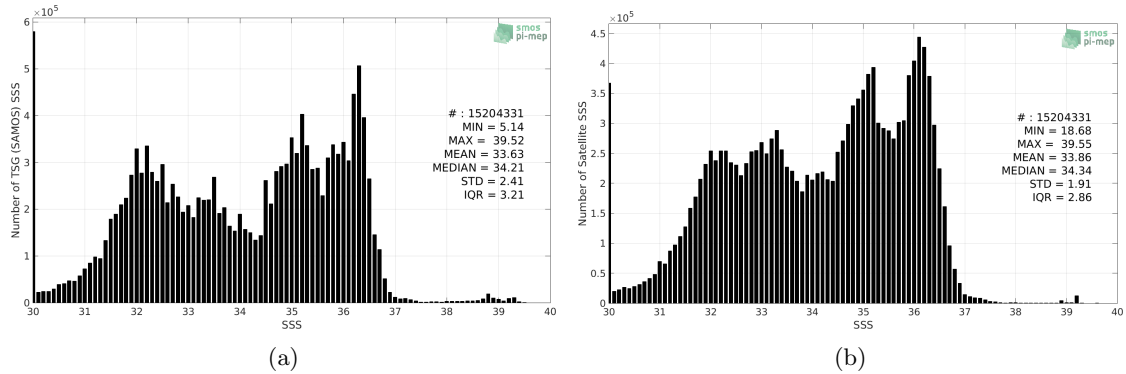 ×10⁵
6
5
4
3
2
1
0
Number of TSG (SAMOS) SSS
smos
pi-mep
# : 15204331
MIN = 5.14
MAX = 39.52
MEAN = 33.63
MEDIAN = 34.21
STD = 2.41
IQR = 3.21
30 31 32 33 34 35 36 37 38 39 40
SSS
(a)
×10⁵
4.5
4
3.5
3
2.5
2
1.5
1
0.5
0
Number of Satellite SSS
smos
pi-mep
# : 15204331
MIN = 18.68
MAX = 39.55
MEAN = 33.86
MEDIAN = 34.34
STD = 1.91
IQR = 2.86
30 31 32 33 34 35 36 37 38 39 40
SSS
(b)